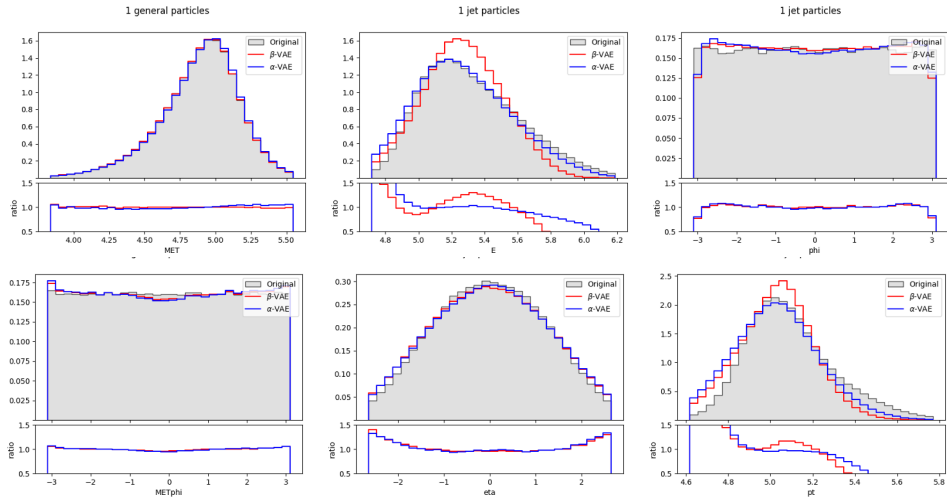 1 general particles
1 jet particles
1 jet particles
1.6
1.4
1.2
1.0
0.8
0.6
0.4
0.2
Original
β-VAE
α-VAE
1.5
1.0
0.5
ratio
4.00 4.25 4.50 4.75 5.00 5.25 5.50
MET
1.6
1.4
1.2
1.0
0.8
0.6
0.4
0.2
Original
β-VAE
α-VAE
1.5
1.0
0.5
ratio
4.8 5.0 5.2 5.4 5.6 5.8 6.0 6.2
E
0.175
0.150
0.125
0.100
0.075
0.050
0.025
Original
β-VAE
α-VAE
1.5
1.0
0.5
ratio
−3 −2 −1 0 1 2 3
phi
0.175
0.150
0.125
0.100
0.075
0.050
0.025
Original
β-VAE
α-VAE
1.5
1.0
0.5
ratio
−3 −2 −1 0 1 2 3
METphi
0.30
0.25
0.20
0.15
0.10
0.05
Original
β-VAE
α-VAE
1.5
1.0
0.5
ratio
−2 −1 0 1 2
eta
2.5
2.0
1.5
1.0
0.5
Original
β-VAE
α-VAE
1.5
1.0
0.5
ratio
4.6 4.8 5.0 5.2 5.4 5.6 5.8
pt